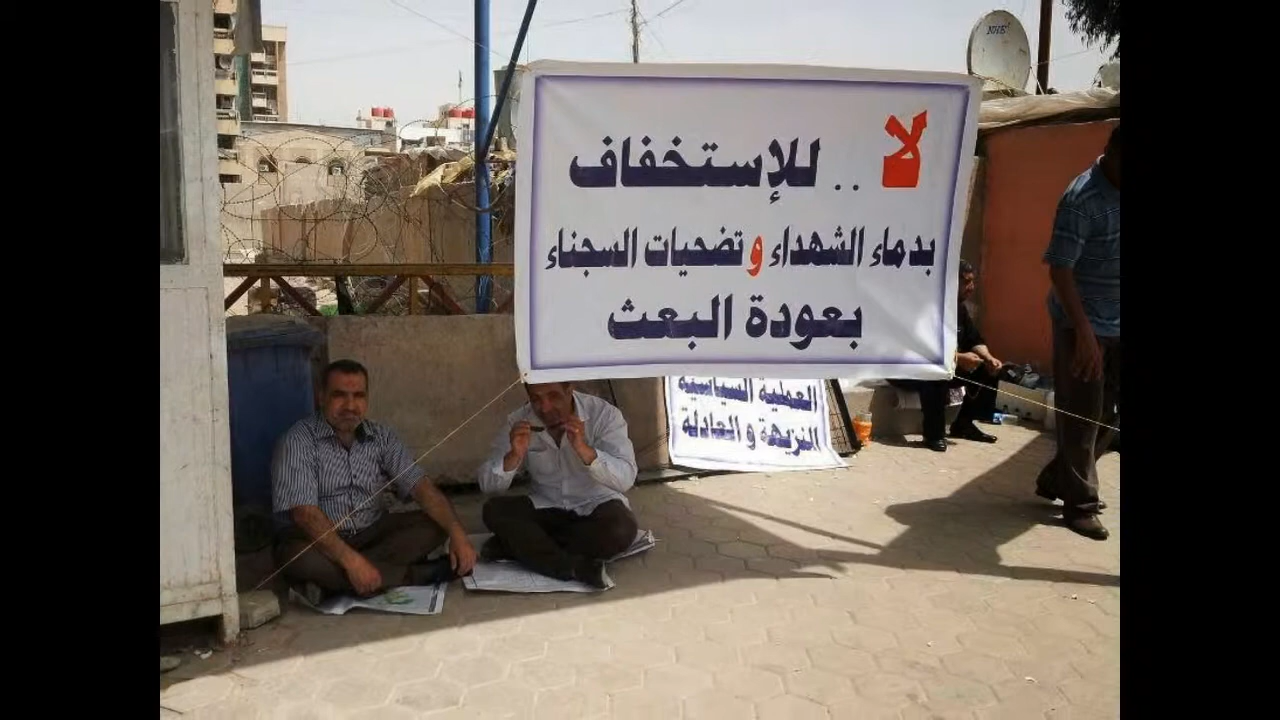 لا .. للإستخفاف
بدماء الشهداء و تضحيات السجناء
بعودة البعث
العملية السياسية
النزيهة و العادلة